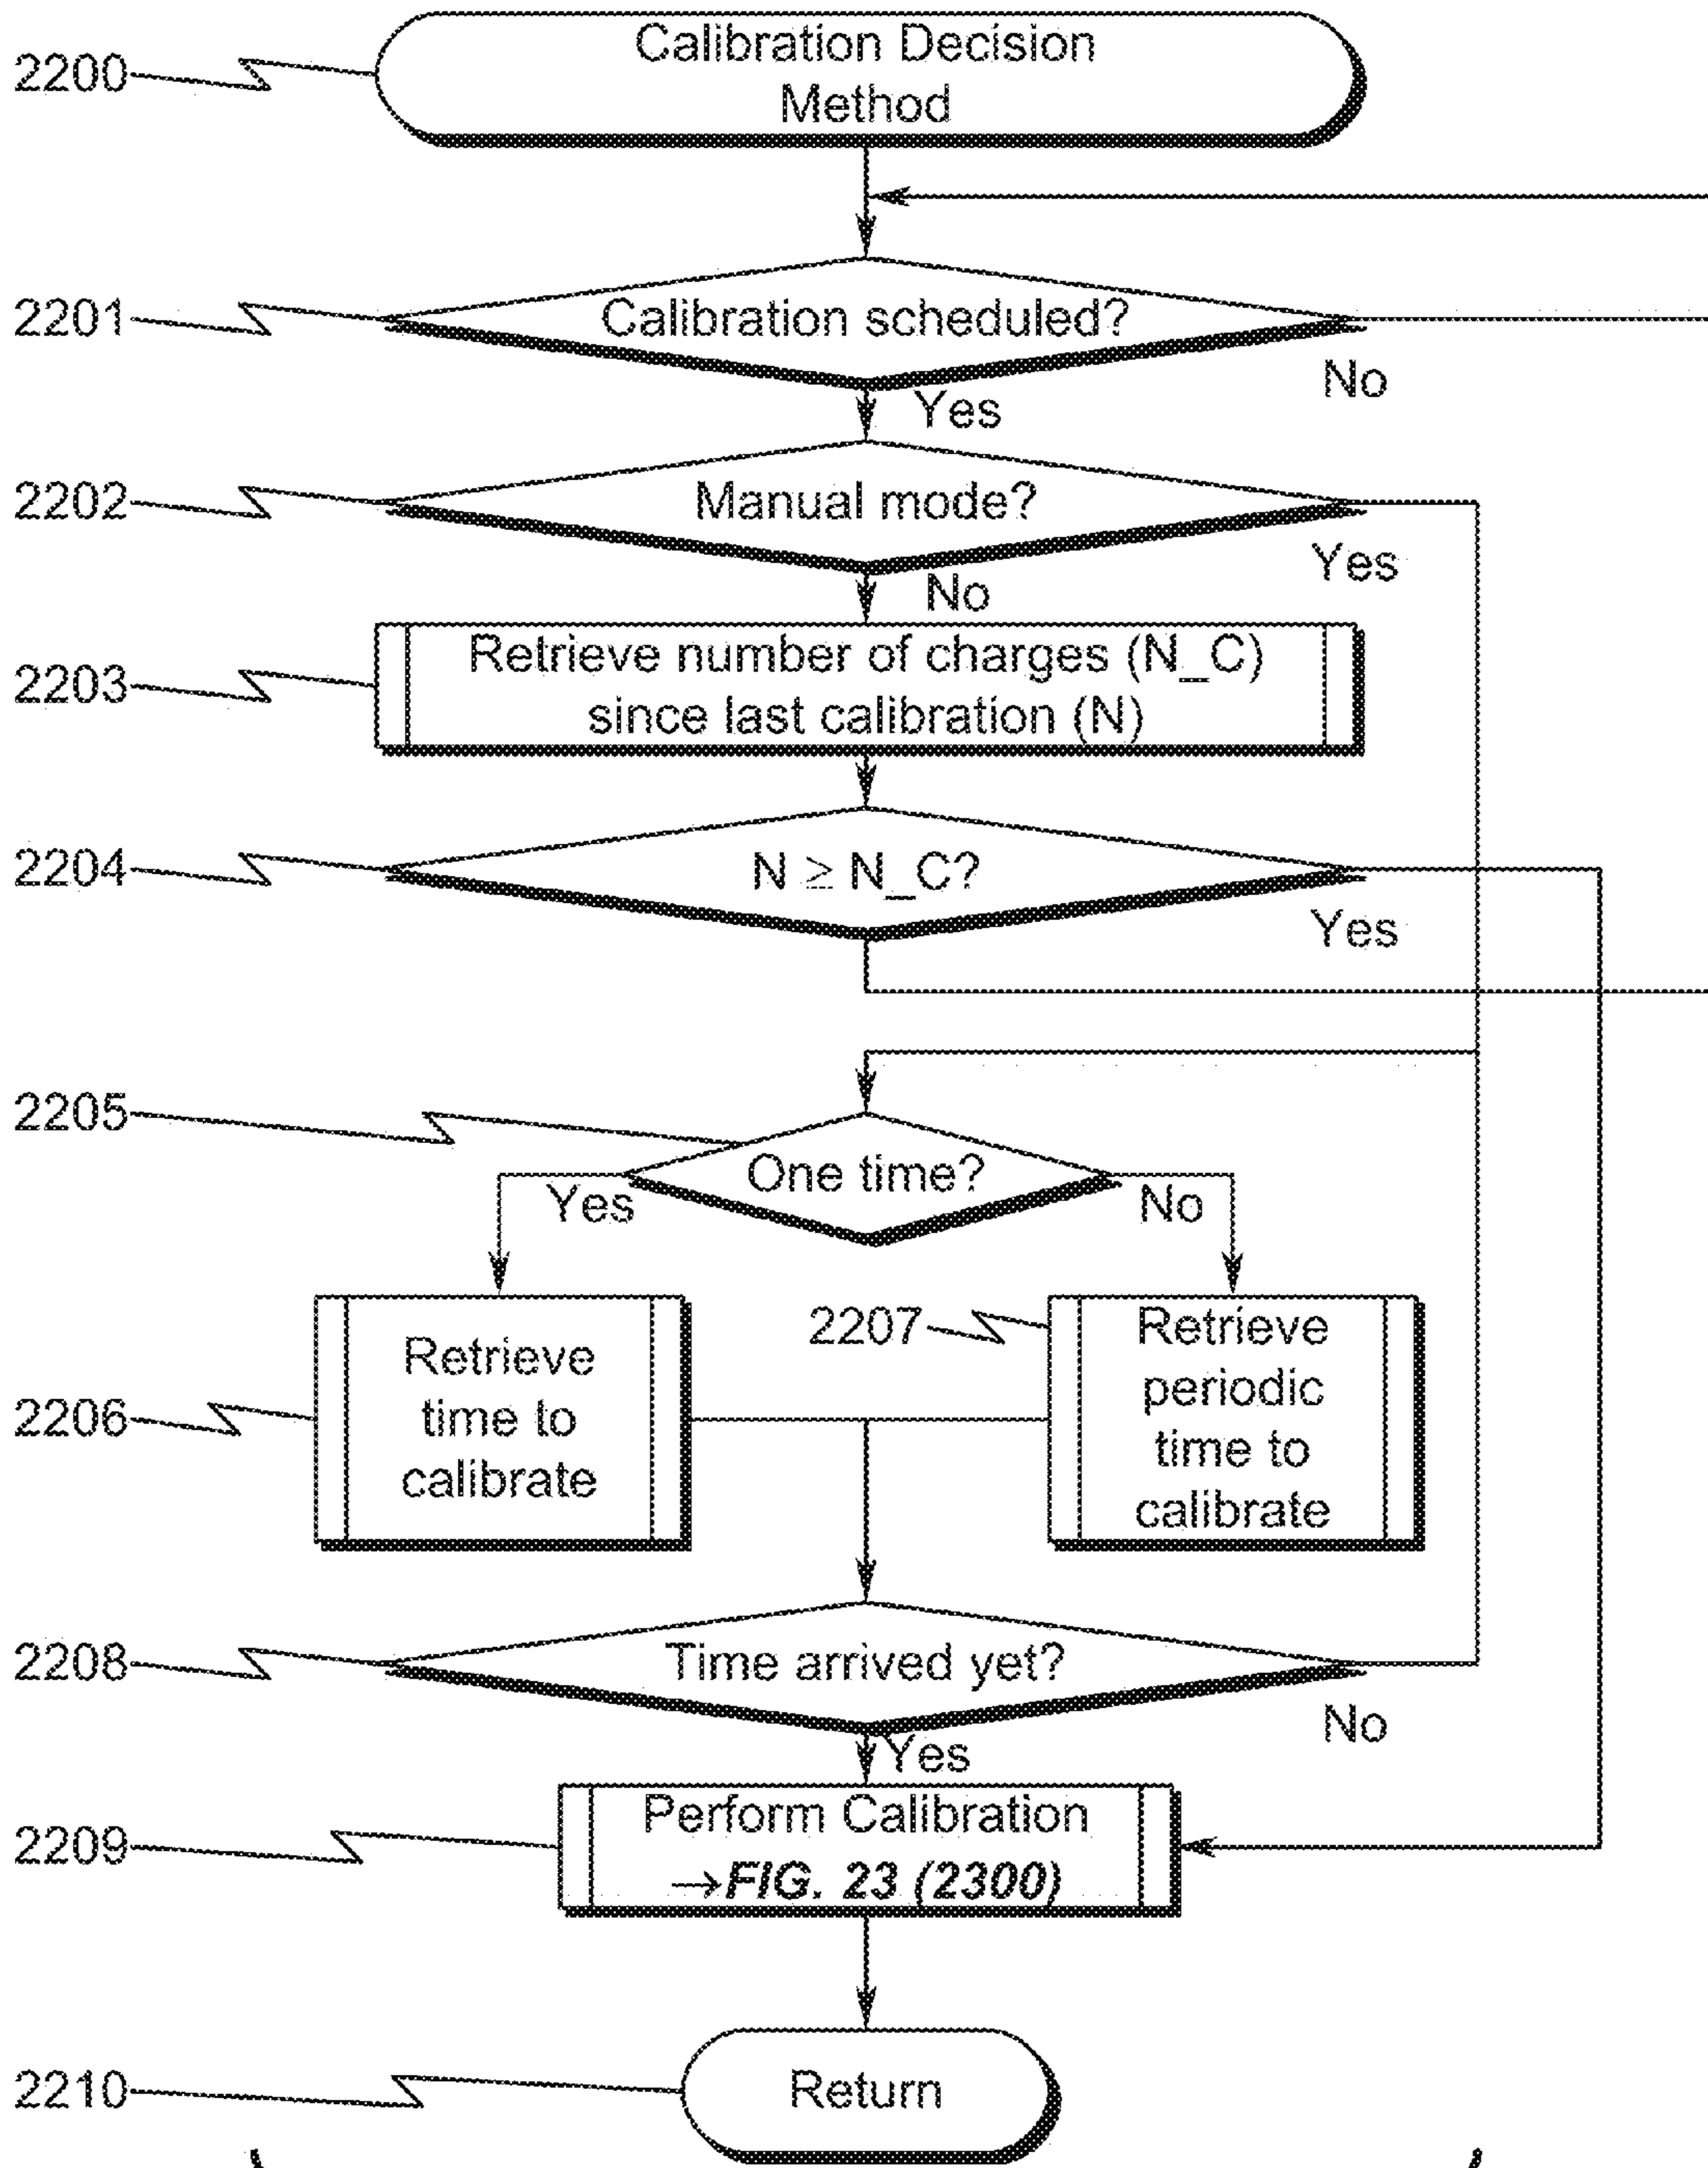 2200
Calibration Decision
Method
2201
Calibration scheduled?
No
Yes
2202
Manual mode?
Yes
No
2203
Retrieve number of charges (N_C)
since last calibration (N)
2204
N ≥ N_C?
Yes
2205
One time?
Yes
No
2206
Retrieve
time to
calibrate
2207
Retrieve
periodic
time to
calibrate
2208
Time arrived yet?
No
Yes
2209
Perform Calibration
→FIG. 23 (2300)
2210
Return